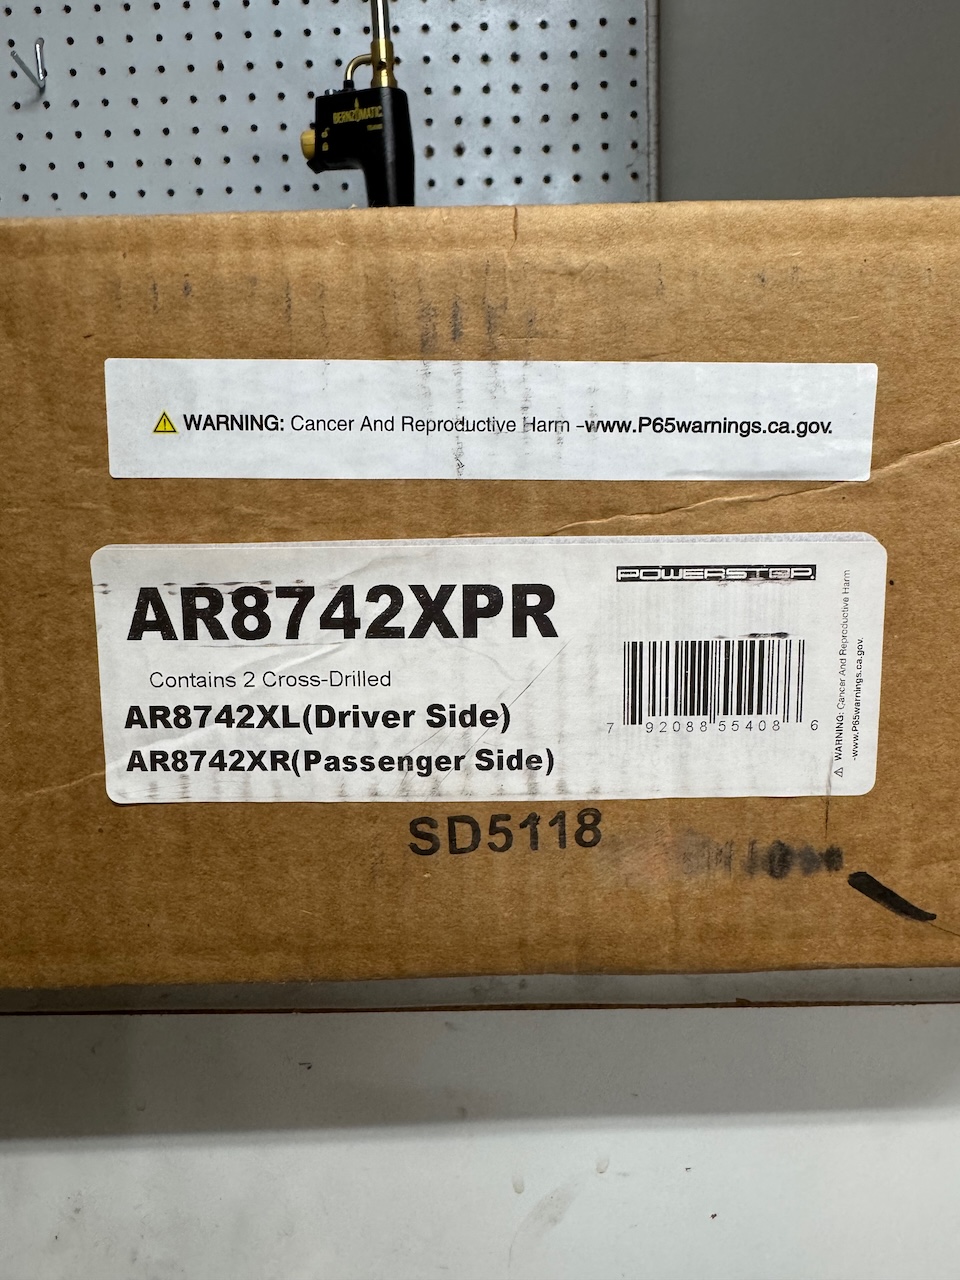 BERNZOMATIC
WARNING: Cancer And Reproductive Harm -www.P65warnings.ca.gov.
POWERSTOP.
AR8742XPR
Contains 2 Cross-Drilled
AR8742XL(Driver Side)
AR8742XR(Passenger Side)
7 92088 55408 6
WARNING: Cancer And Reproductive Harm
-www.P65warnings.ca.gov.
SD5118